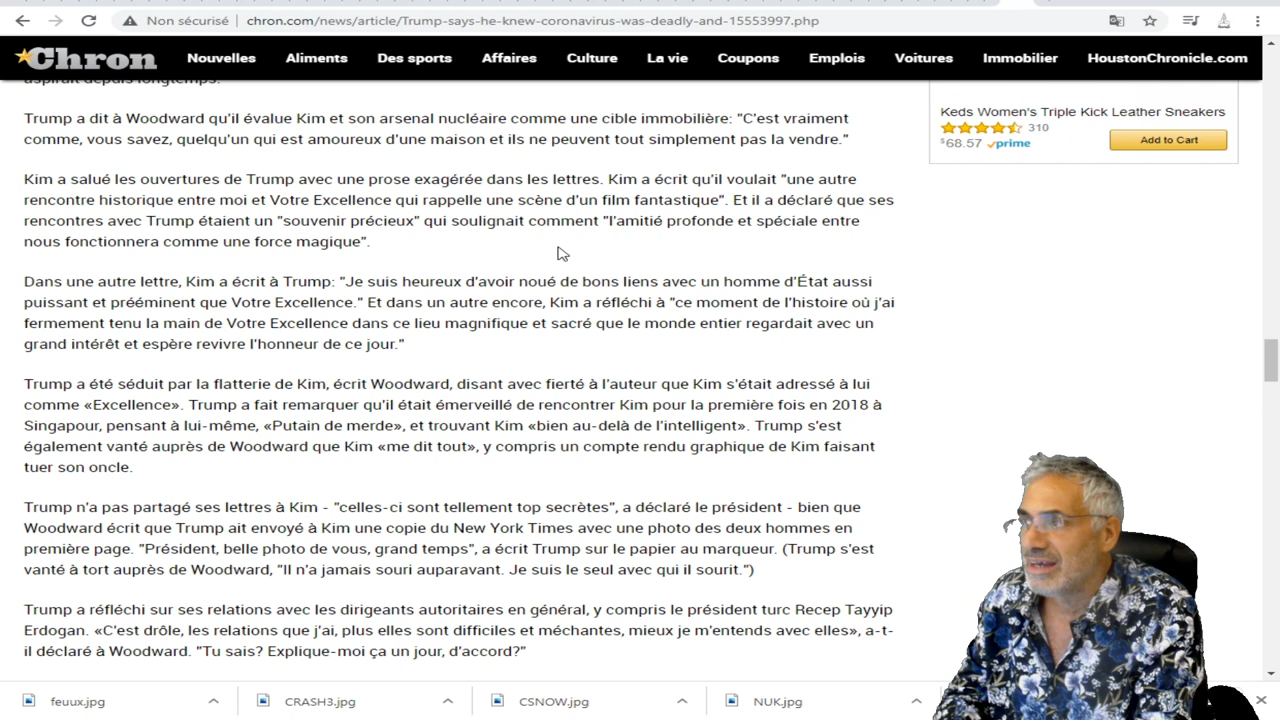 Non sécurisé
chron.com/news/article/Trump-says-he-knew-coronavirus-was-deadly-and-15553997.php
Chron
Nouvelles
Aliments
Des sports
Affaires
Culture
La vie
Coupons
Emplois
Voitures
Immobilier
HoustonChronicle.com
aspirait depuis longtemps.
Trump a dit à Woodward qu'il évalue Kim et son arsenal nucléaire comme une cible immobilière: "C'est vraiment
comme, vous savez, quelqu'un qui est amoureux d'une maison et ils ne peuvent tout simplement pas la vendre."
Kim a salué les ouvertures de Trump avec une prose exagérée dans les lettres. Kim a écrit qu'il voulait "une autre
rencontre historique entre moi et Votre Excellence qui rappelle une scène d'un film fantastique". Et il a déclaré que ses
rencontres avec Trump étaient un "souvenir précieux" qui soulignait comment "l'amitié profonde et spéciale entre
nous fonctionnera comme une force magique".
Dans une autre lettre, Kim a écrit à Trump: "Je suis heureux d'avoir noué de bons liens avec un homme d'État aussi
puissant et prééminent que Votre Excellence." Et dans un autre encore, Kim a réfléchi à "ce moment de l'histoire où j'ai
fermement tenu la main de Votre Excellence dans ce lieu magnifique et sacré que le monde entier regardait avec un
grand intérêt et espère revivre l'honneur de ce jour."
Trump a été séduit par la flatterie de Kim, écrit Woodward, disant avec fierté à l'auteur que Kim s'était adressé à lui
comme «Excellence». Trump a fait remarquer qu'il était émerveillé de rencontrer Kim pour la première fois en 2018 à
Singapour, pensant à lui-même, «Putain de merde», et trouvant Kim «bien au-delà de l'intelligent». Trump s'est
également vanté auprès de Woodward que Kim «me dit tout», y compris un compte rendu graphique de Kim faisant
tuer son oncle.
Trump n'a pas partagé ses lettres à Kim - "celles-ci sont tellement top secrètes", a déclaré le président - bien que
Woodward écrit que Trump ait envoyé à Kim une copie du New York Times avec une photo des deux hommes en
première page. "Président, belle photo de vous, grand temps", a écrit Trump sur le papier au marqueur. (Trump s'est
vanté à tort auprès de Woodward, "Il n'a jamais souri auparavant. Je suis le seul avec qui il sourit.")
Trump a réfléchi sur ses relations avec les dirigeants autoritaires en général, y compris le président turc Recep Tayyip
Erdogan. «C'est drôle, les relations que j'ai, plus elles sont difficiles et méchantes, mieux je m'entends avec elles», a-t-
il déclaré à Woodward. "Tu sais? Explique-moi ça un jour, d'accord?"
Keds Women's Triple Kick Leather Sneakers
310
$68.57 prime
Add to Cart
feuux.jpg
CRASH3.jpg
CSNOW.jpg
NUK.jpg